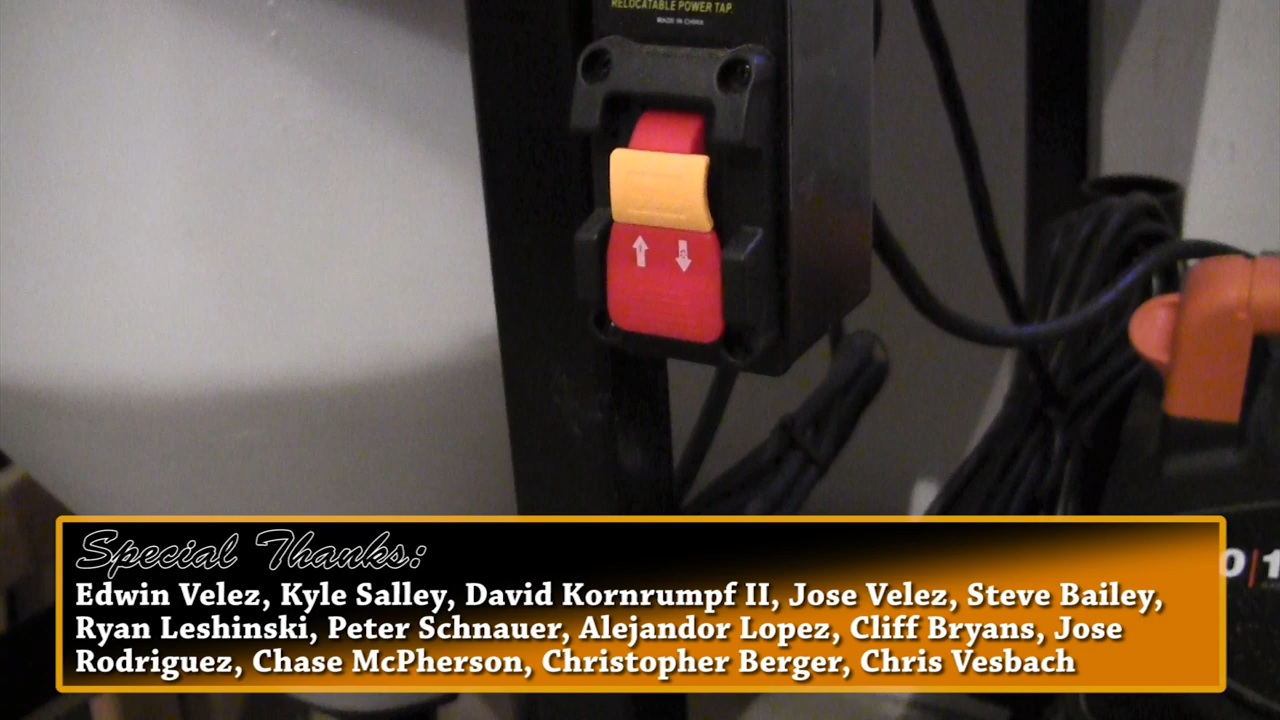 RELOCATABLE POWER TAP
MADE IN CHINA
Special Thanks:
Edwin Velez, Kyle Salley, David Kornrumpf II, Jose Velez, Steve Bailey,
Ryan Leshinski, Peter Schnauer, Alejandor Lopez, Cliff Bryans, Jose
Rodriguez, Chase McPherson, Christopher Berger, Chris Vesbach